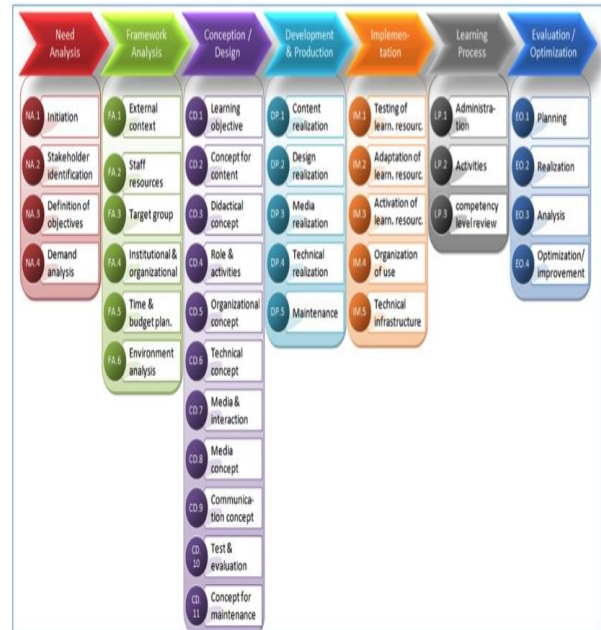 Need
Analysis
Framework
Analysis
Conception /
Design
Development
& Production
Implemen-
tation
Learning
Process
Evaluation /
Optimization
NA.1
Initiation
NA.2
Stakeholder
identification
NA.3
Definition of
objectives
NA.4
Demand
analysis
FA.1
External
context
FA.2
Staff
resources
FA.3
Target group
FA.4
Institutional &
organizational
FA.5
Time &
budget plan.
FA.6
Environment
analysis
CD.1
Learning
objective
CD.2
Concept for
content
CD.3
Didactical
concept
CD.4
Role &
activities
CD.5
Organizational
concept
CD.6
Technical
concept
CD.7
Media &
interaction
CD.8
Media
concept
CD.9
Communica-
tion concept
CD.
10
Test &
evaluation
CD.
11
Concept for
maintenance
DP.1
Content
realization
DP.2
Design
realization
DP.3
Media
realization
DP.4
Technical
realization
DP.5
Maintenance
IM.1
Testing of
learn. resourc.
IM.2
Adaptation of
learn. resourc.
IM.3
Activation of
learn. resourc.
IM.4
Organization
of use
IM.5
Technical
infrastructure
LP.1
Administra-
tion
LP.2
Activities
LP.3
competency
level review
EO.1
Planning
EO.2
Realization
EO.3
Analysis
EO.4
Optimization/
improvement